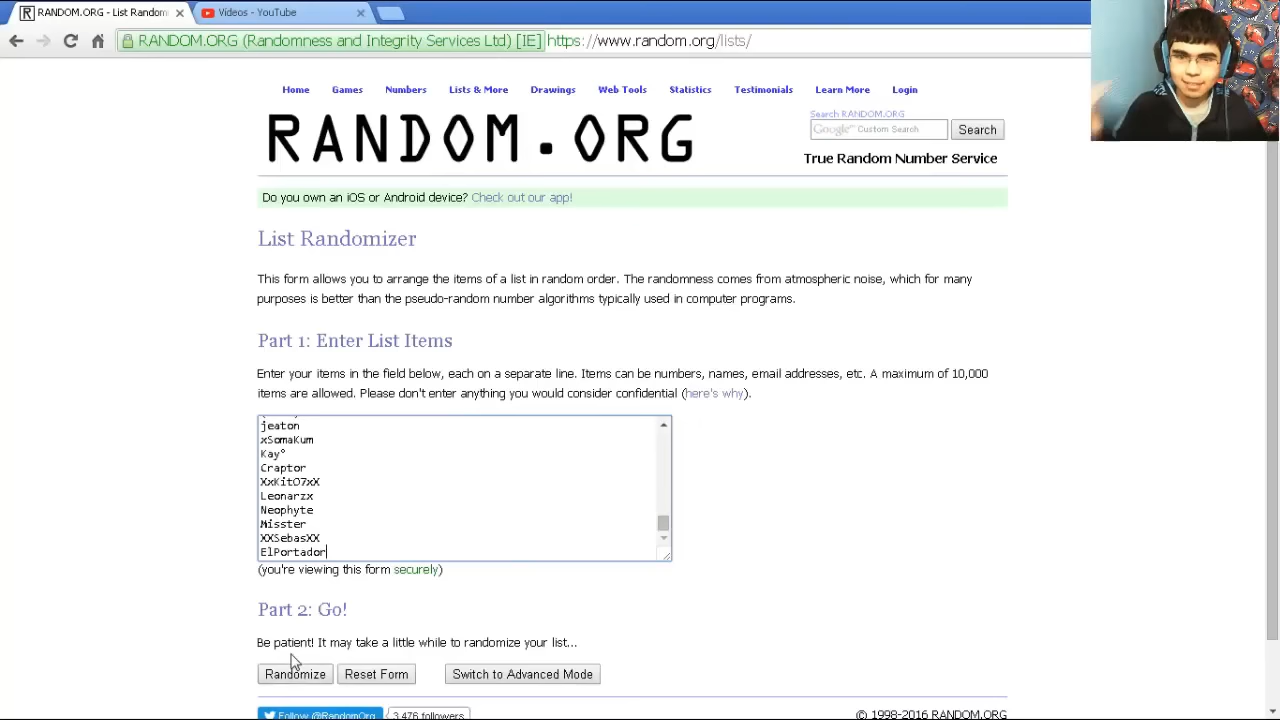 RANDOM.ORG - List Random
Vídeos - YouTube
RANDOM.ORG (Randomness and Integrity Services Ltd) [IE] https://www.random.org/lists/
Home Games Numbers Lists & More Drawings Web Tools Statistics Testimonials Learn More Login
RANDOM.ORG
Search RANDOM.ORG
Google™ Custom Search Search
True Random Number Service
Do you own an iOS or Android device? Check out our app!
List Randomizer
This form allows you to arrange the items of a list in random order. The randomness comes from atmospheric noise, which for many
purposes is better than the pseudo-random number algorithms typically used in computer programs.
Part 1: Enter List Items
Enter your items in the field below, each on a separate line. Items can be numbers, names, email addresses, etc. A maximum of 10,000
items are allowed. Please don't enter anything you would consider confidential (here's why).
jeaton
xSomaKum
Kay°
Craptor
XxKitO7xX
Leonarzx
Neophyte
Misster
XXSebasXX
ElPortador
(you're viewing this form securely)
Part 2: Go!
Be patient! It may take a little while to randomize your list...
Randomize Reset Form Switch to Advanced Mode
Follow @RandomOrg 3,476 followers
© 1998-2016 RANDOM.ORG